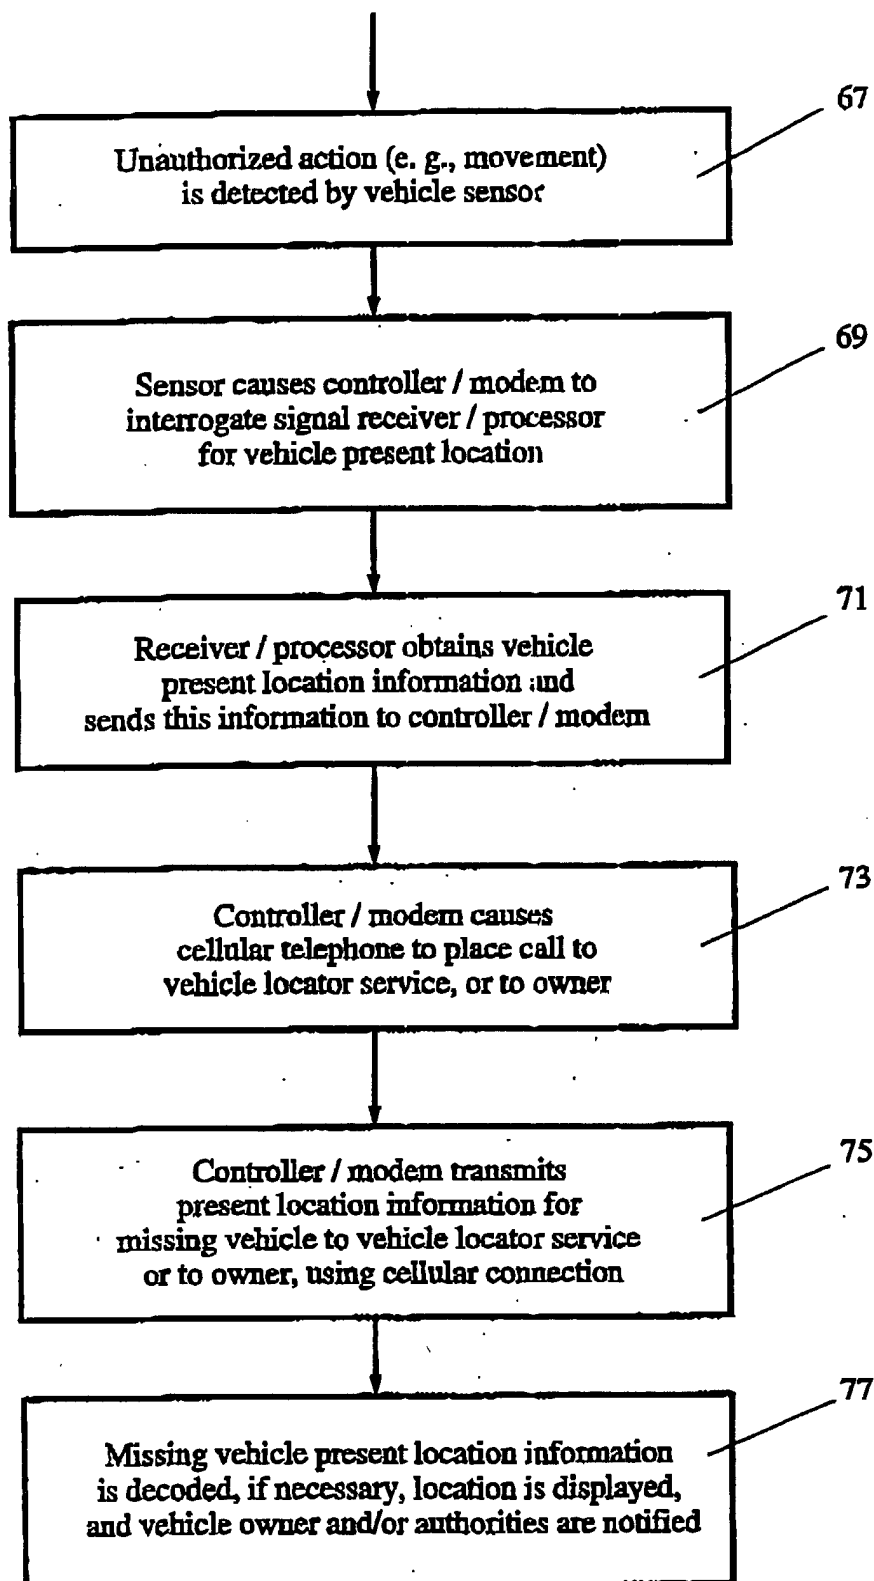 67
Unauthorized action (e. g., movement)
is detected by vehicle sensor
69
Sensor causes controller / modem to
interrogate signal receiver / processor
for vehicle present location
71
Receiver / processor obtains vehicle
present location information and
sends this information to controller / modem
73
Controller / modem causes
cellular telephone to place call to
vehicle locator service, or to owner
75
Controller / modem transmits
present location information for
missing vehicle to vehicle locator service
or to owner, using cellular connection
77
Missing vehicle present location information
is decoded, if necessary, location is displayed,
and vehicle owner and/or authorities are notified